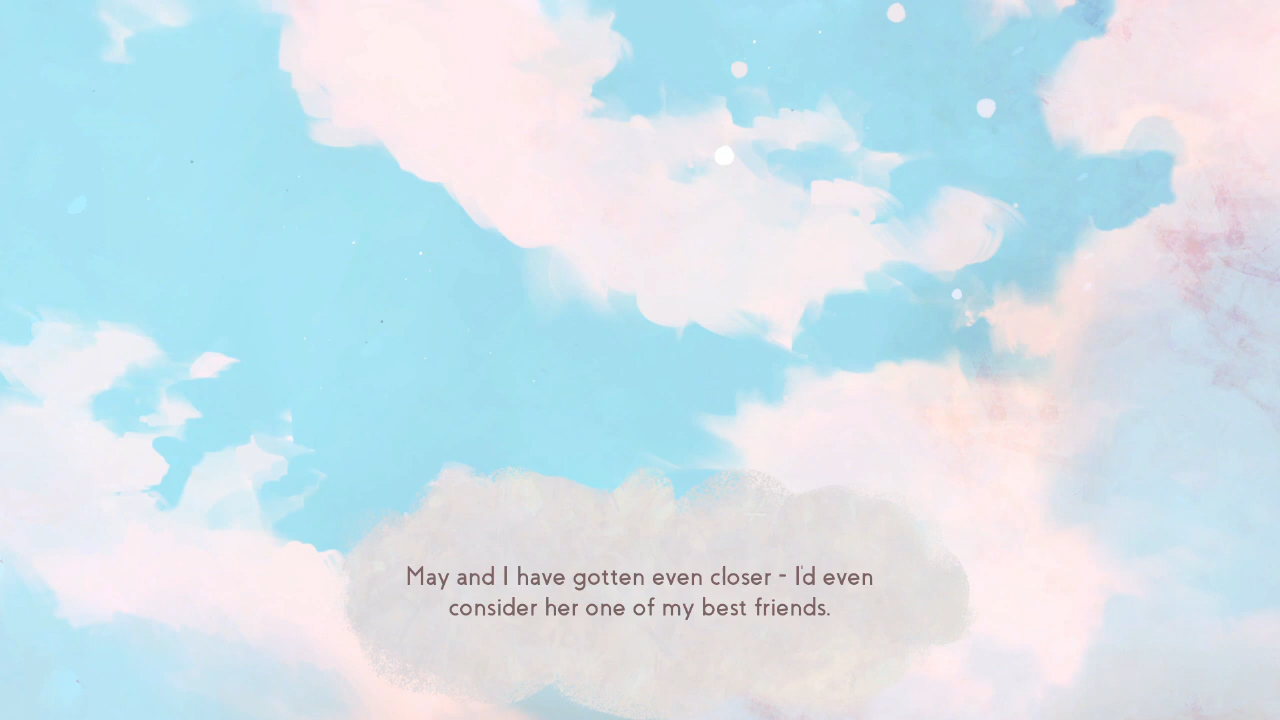 May and I have gotten even closer - I'd even
consider her one of my best friends.